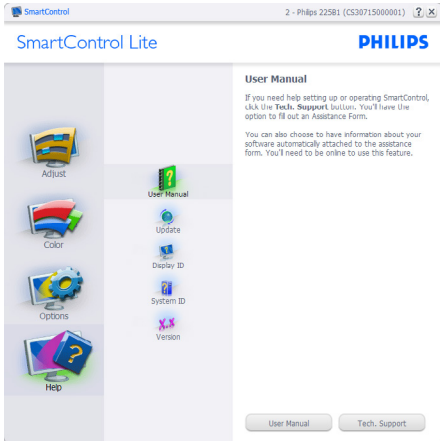 SmartControl
2 - Philips 225B1 (CS30715000001)
SmartControl Lite
PHILIPS
Adjust
Color
Options
Help
User Manual
Update
Display ID
System ID
Version
User Manual
If you need help setting up or operating SmartControl,
click the Tech. Support button. You'll have the
option to fill out an Assistance Form.
You can also choose to have information about your
software automatically attached to the assistance
form. You'll need to be online to use this feature.
User Manual
Tech. Support